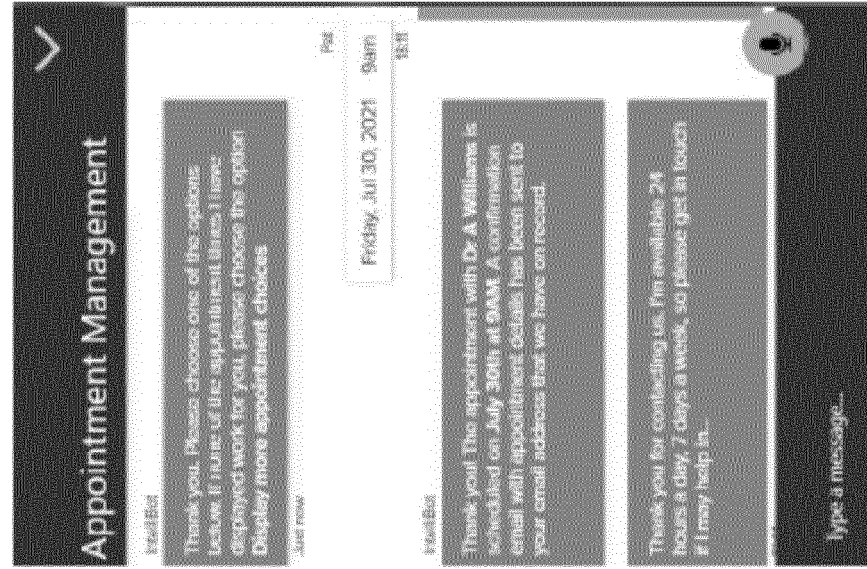 Appointment Management
IntelliBot
Thank you. Please choose one of the options
below. If none of the appointment times I have
displayed work for you, please choose the option
Display more appointment choices
Just now
Pat
Friday, Jul 30, 2021 9am
13:11
IntelliBot
Thank you! The appointment with Dr A Williams is
scheduled on July 30th at 9AM. A confirmation
email with appointment details has been sent to
your email address that we have on record.
Thank you for contacting us. I'm available 24
hours a day, 7 days a week, so please get in touch
if I may help in...
Type a message...